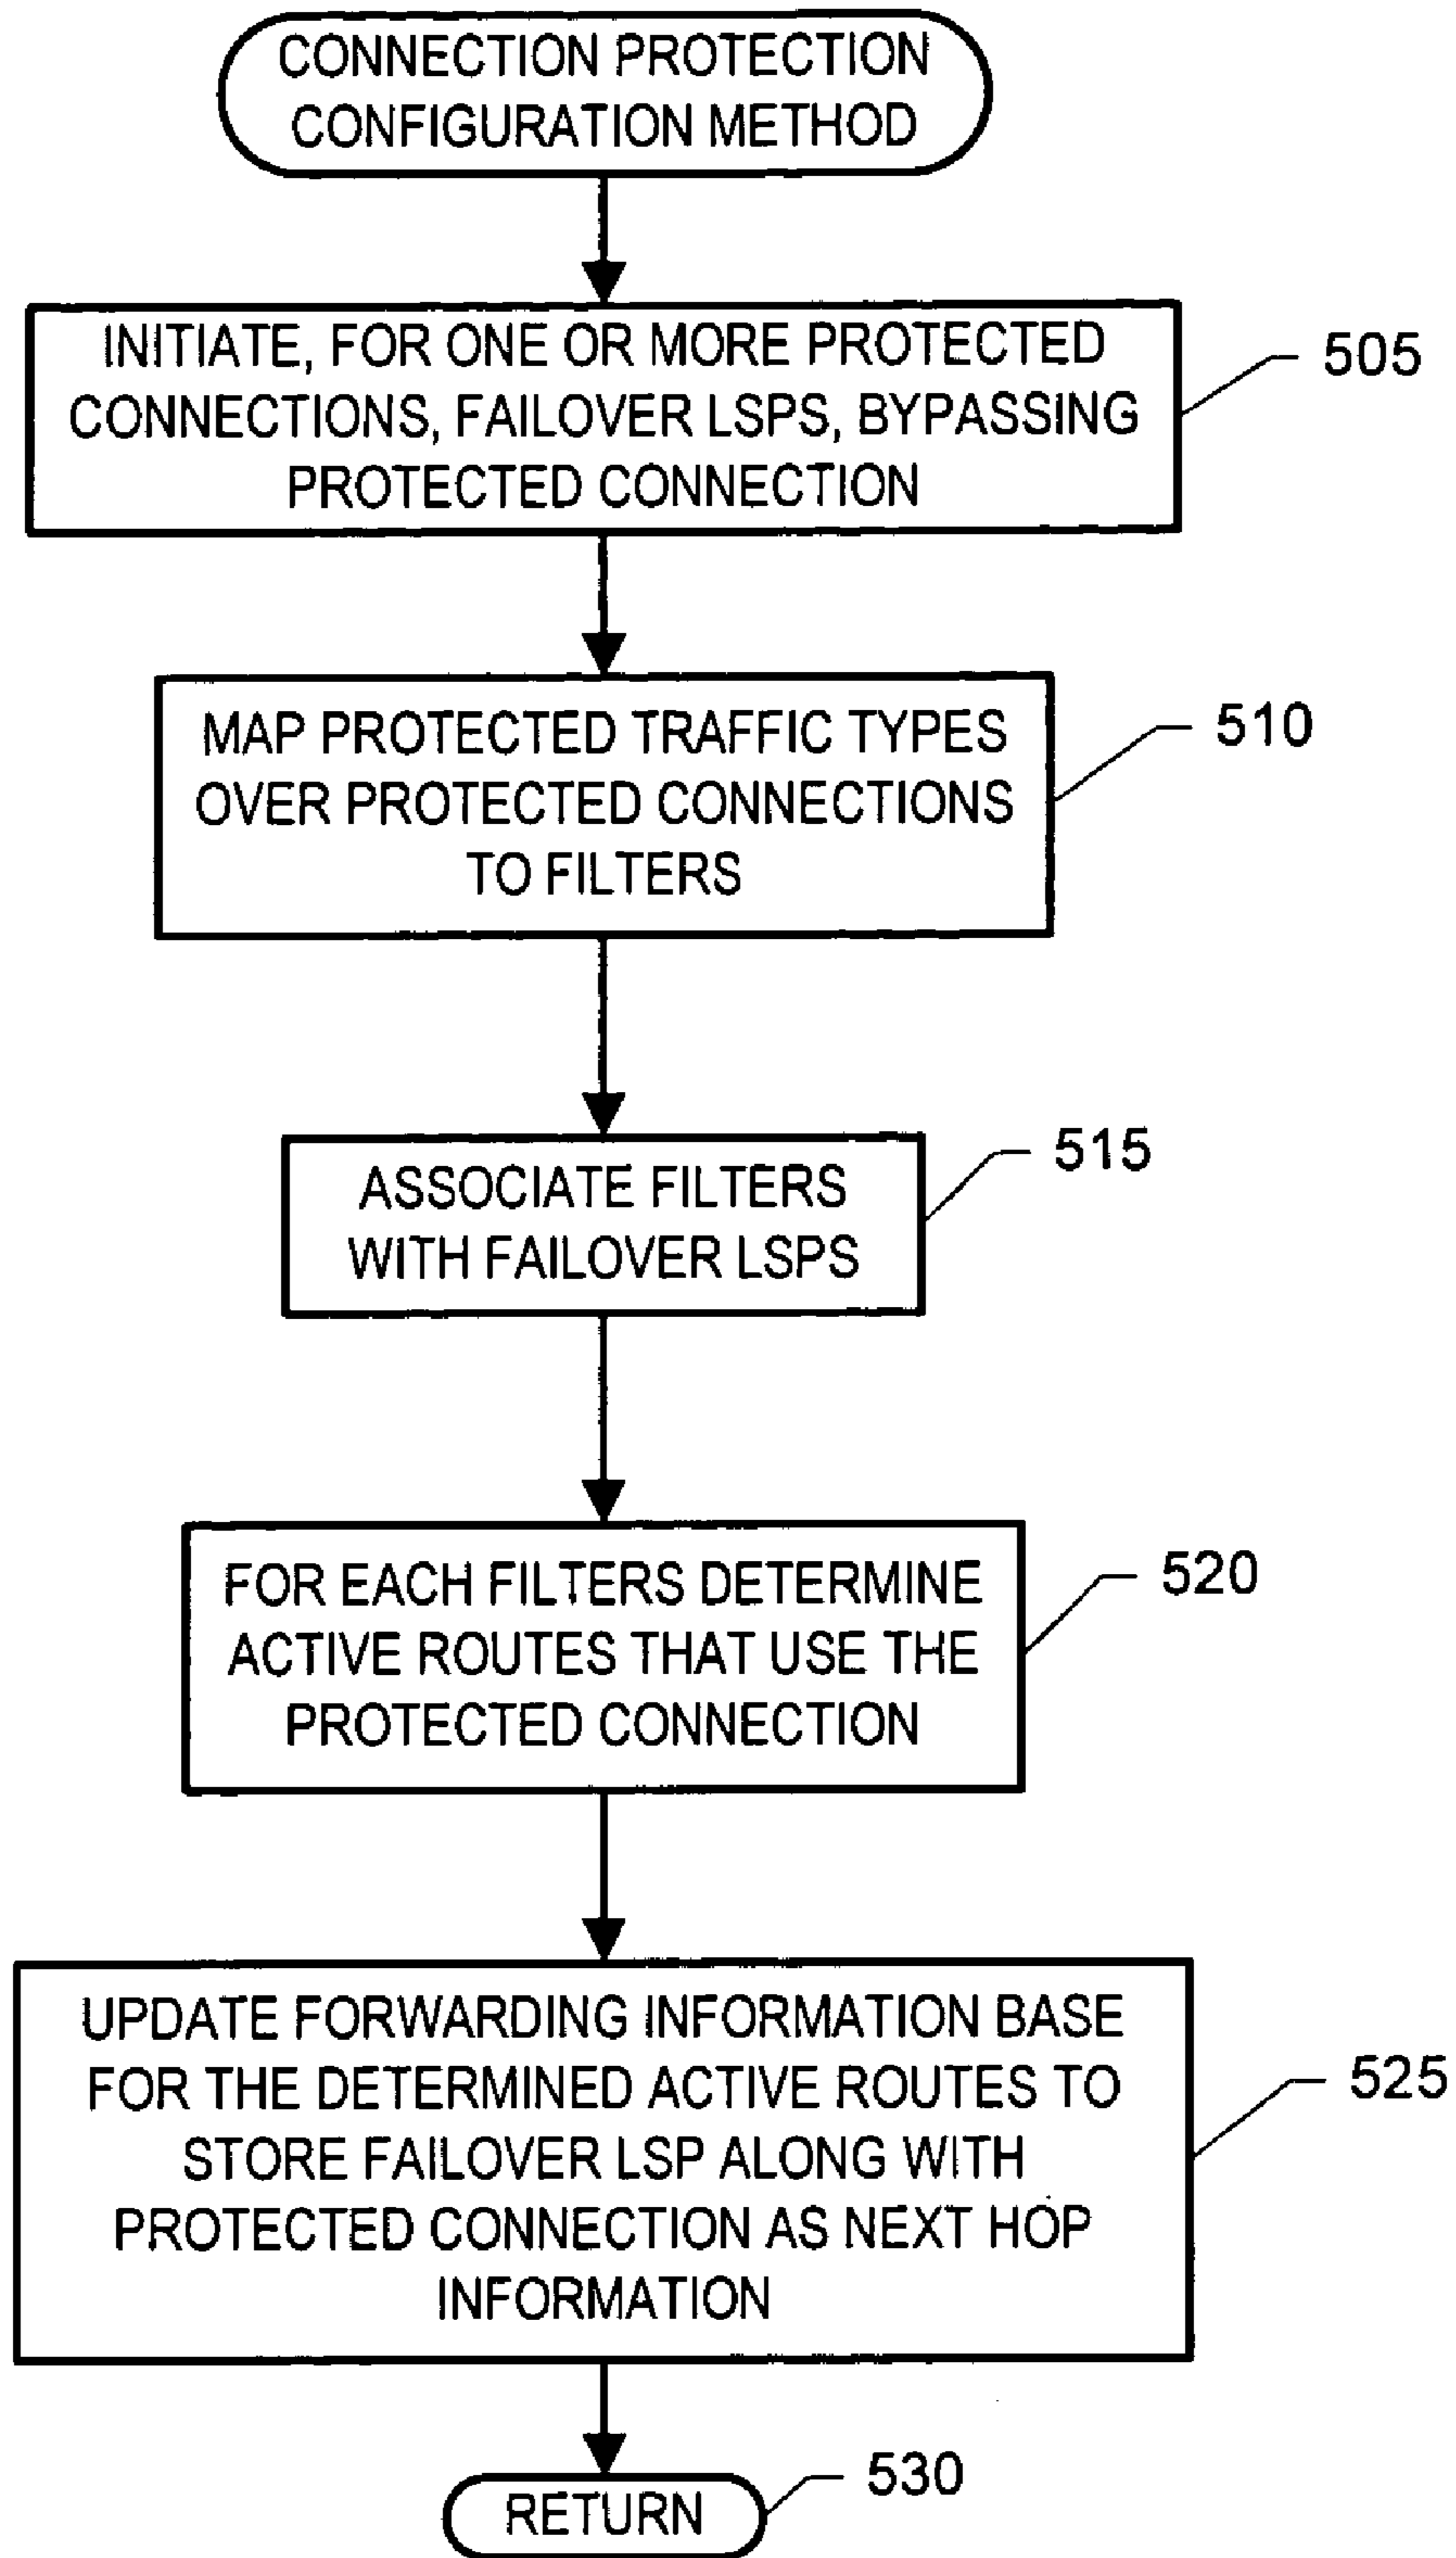 CONNECTION PROTECTION
CONFIGURATION METHOD
INITIATE, FOR ONE OR MORE PROTECTED
CONNECTIONS, FAILOVER LSPS, BYPASSING
PROTECTED CONNECTION
505
MAP PROTECTED TRAFFIC TYPES
OVER PROTECTED CONNECTIONS
TO FILTERS
510
ASSOCIATE FILTERS
WITH FAILOVER LSPS
515
FOR EACH FILTERS DETERMINE
ACTIVE ROUTES THAT USE THE
PROTECTED CONNECTION
520
UPDATE FORWARDING INFORMATION BASE
FOR THE DETERMINED ACTIVE ROUTES TO
STORE FAILOVER LSP ALONG WITH
PROTECTED CONNECTION AS NEXT HOP
INFORMATION
525
RETURN
530